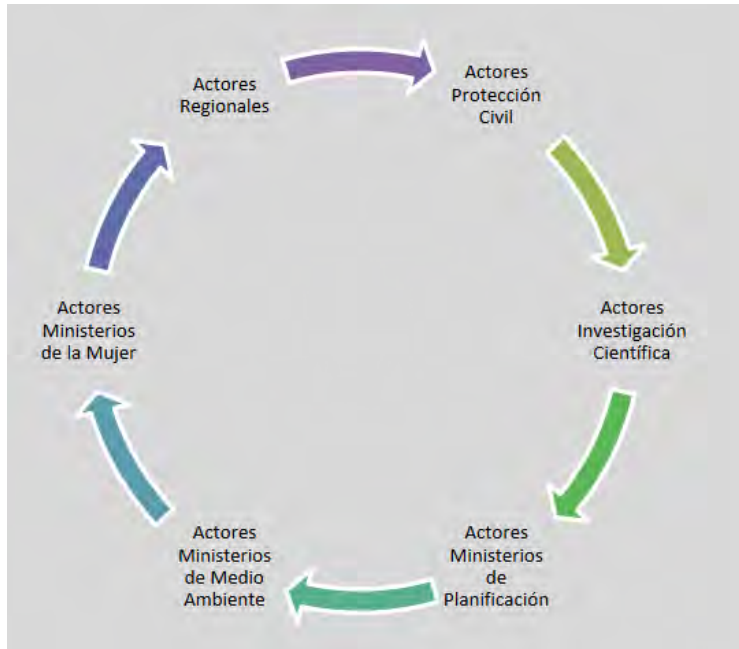 Actores
Regionales
Actores
Protección
Civil
Actores
Investigación
Científica
Actores
Ministerios
de
Planificación
Actores
Ministerios
de Medio
Ambiente
Actores
Ministerios
de la Mujer